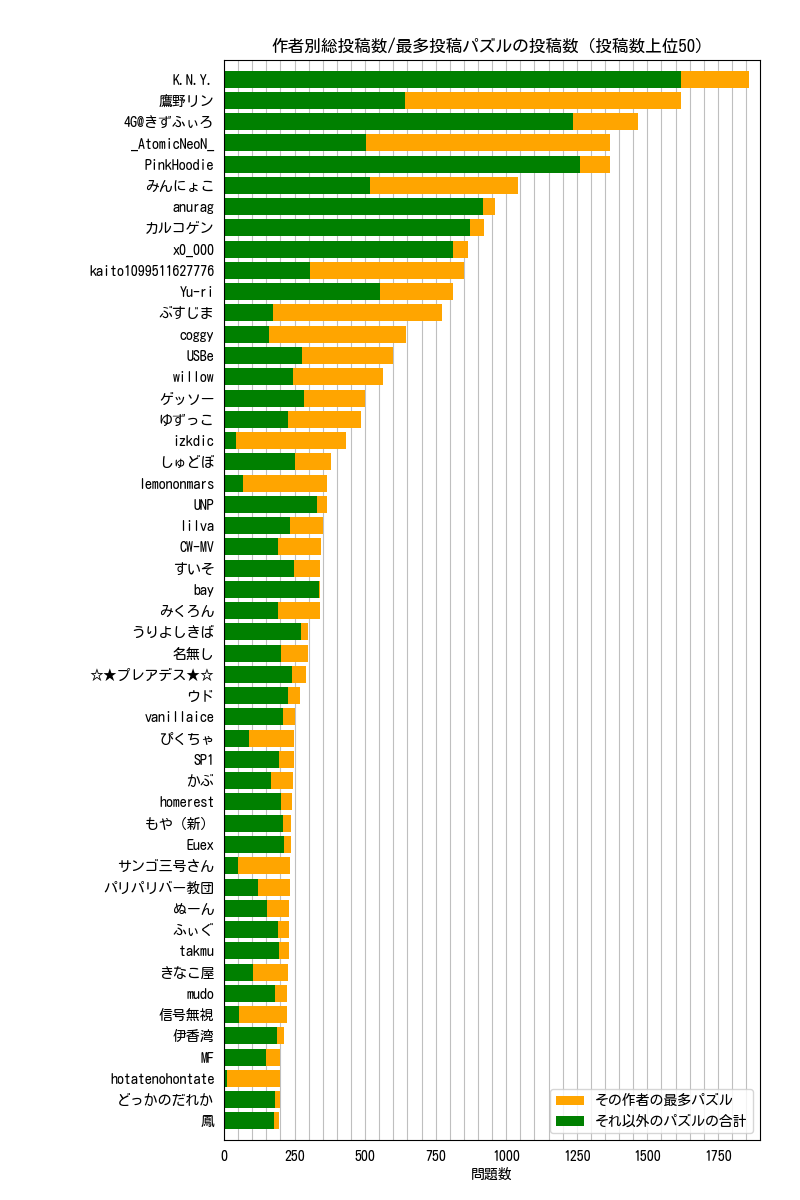 作者別総投稿数/最多投稿パズルの投稿数 (投稿数上位50)
K.N.Y.
鷹野リン
4G@きずふぃろ
_AtomicNeoN_
PinkHoodie
みんにょこ
anurag
カルコゲン
x0_000
kaito1099511627776
Yu-ri
ぶすじま
coggy
USBe
willow
ゲッソー
ゆずっこ
izkdic
しゅどぼ
lemononmars
UNP
lilva
CW-MV
すいそ
bay
みくろん
うりよしきば
名無し
☆★プレアデス★☆
ウド
vanillaice
ぴくちゃ
SP1
かぶ
homerest
もや（新）
Euex
サンゴ三号さん
パリパリバー教団
ぬーん
ふぃぐ
takmu
きなこ屋
mudo
信号無視
伊香湾
MF
hotatenohontate
どっかのだれか
鳳
その作者の最多パズル
それ以外のパズルの合計
0 250 500 750 1000 1250 1500 1750
問題数